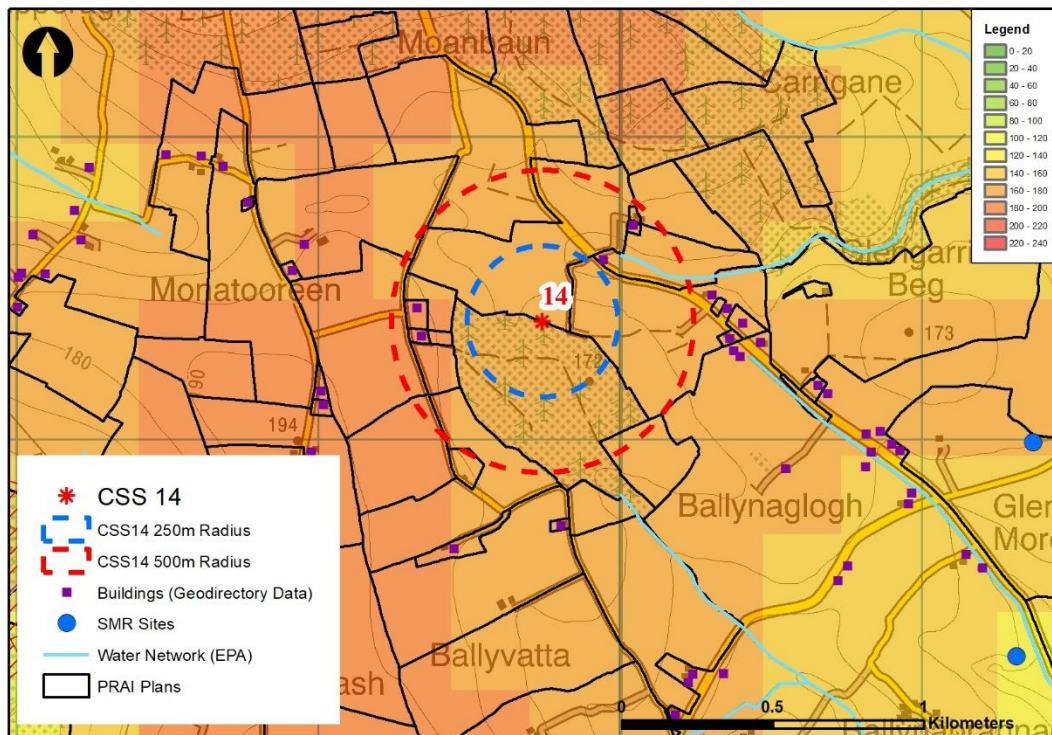 Moanbaun
Carrigane
Legend
0 - 20
20 - 40
40 - 60
60 - 80
80 - 100
100 - 120
120 - 140
140 - 160
160 - 180
180 - 200
200 - 220
220 - 240
Beg
Monatooreen
14
173
180
190
172
194
CSS 14
CSS14 250m Radius
CSS14 500m Radius
Buildings (Geodirectory Data)
SMR Sites
Water Network (EPA)
PRAI Plans
Ballynaglogh
Glen
Mor
Ballyvatta
ash
0
0.5
1
Kilometers